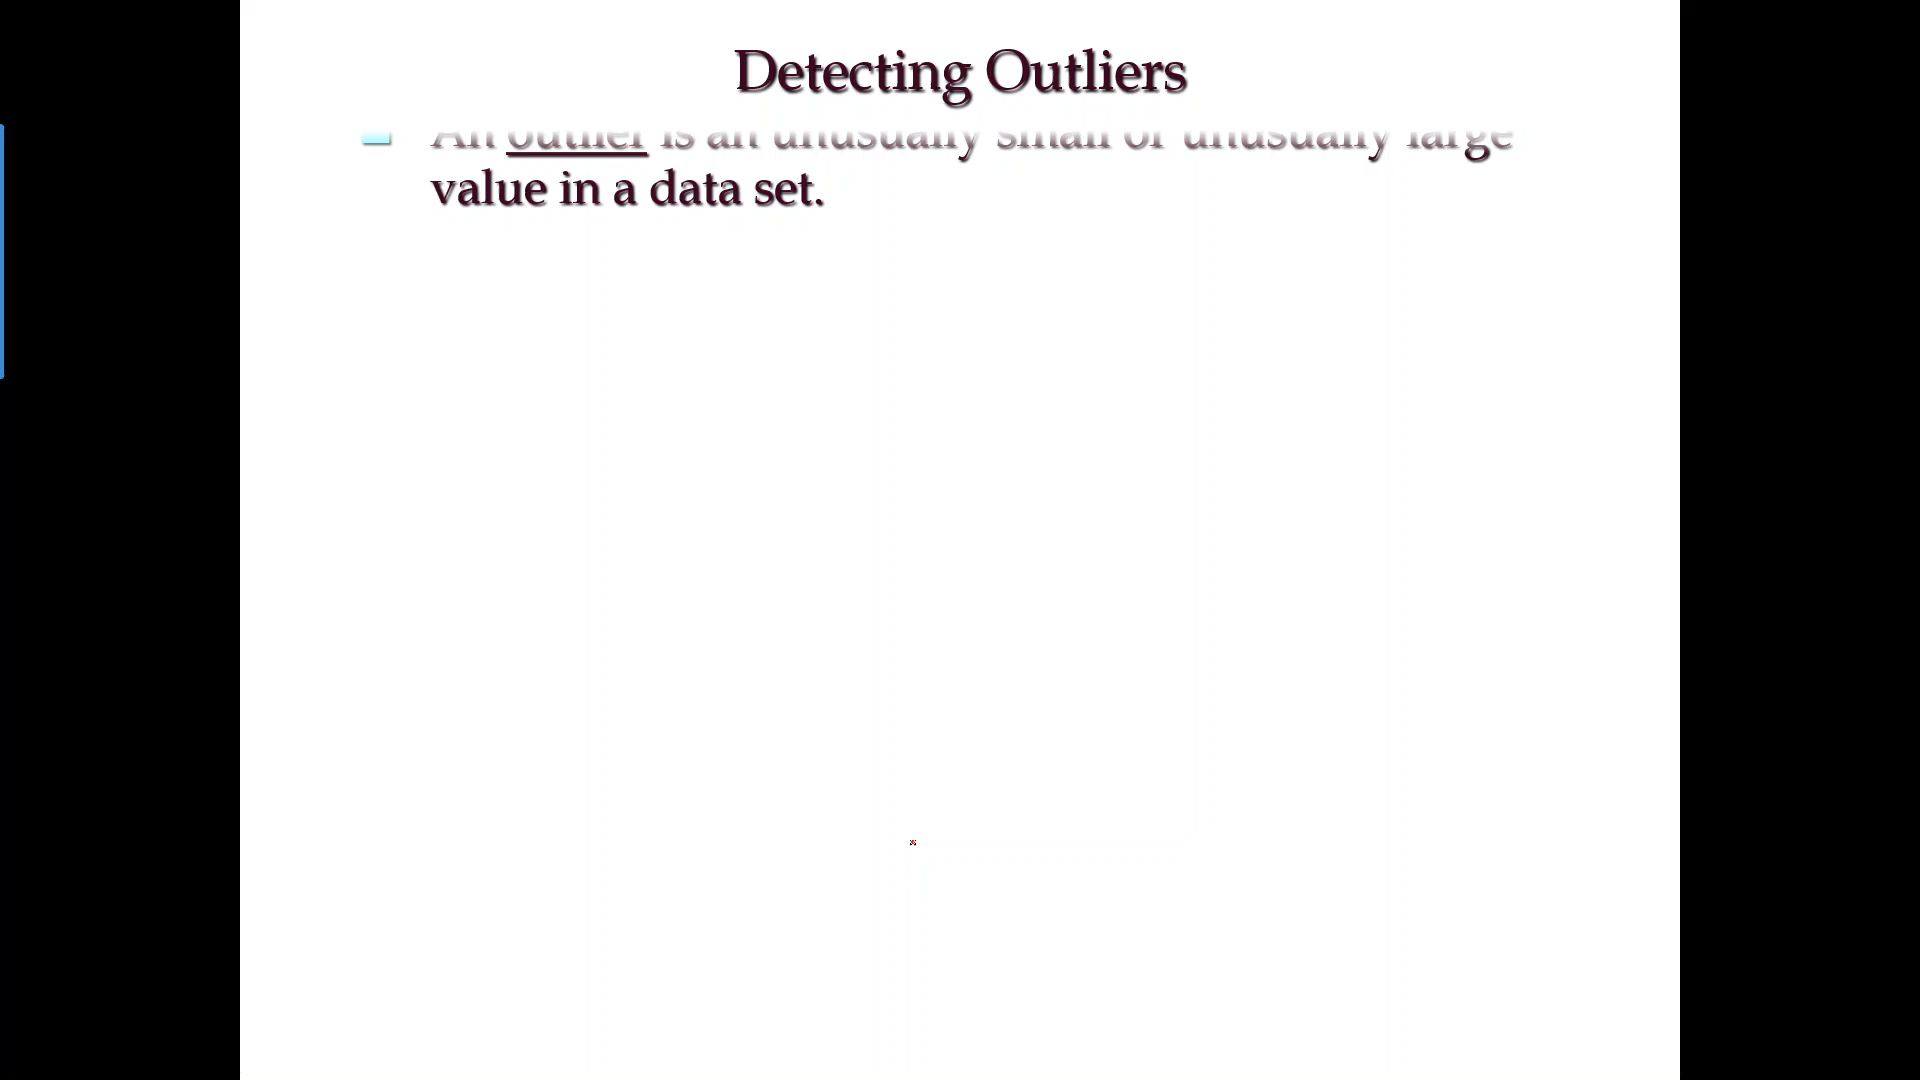 Detecting Outliers
An outlier is an unusually small or unusually large
value in a data set.